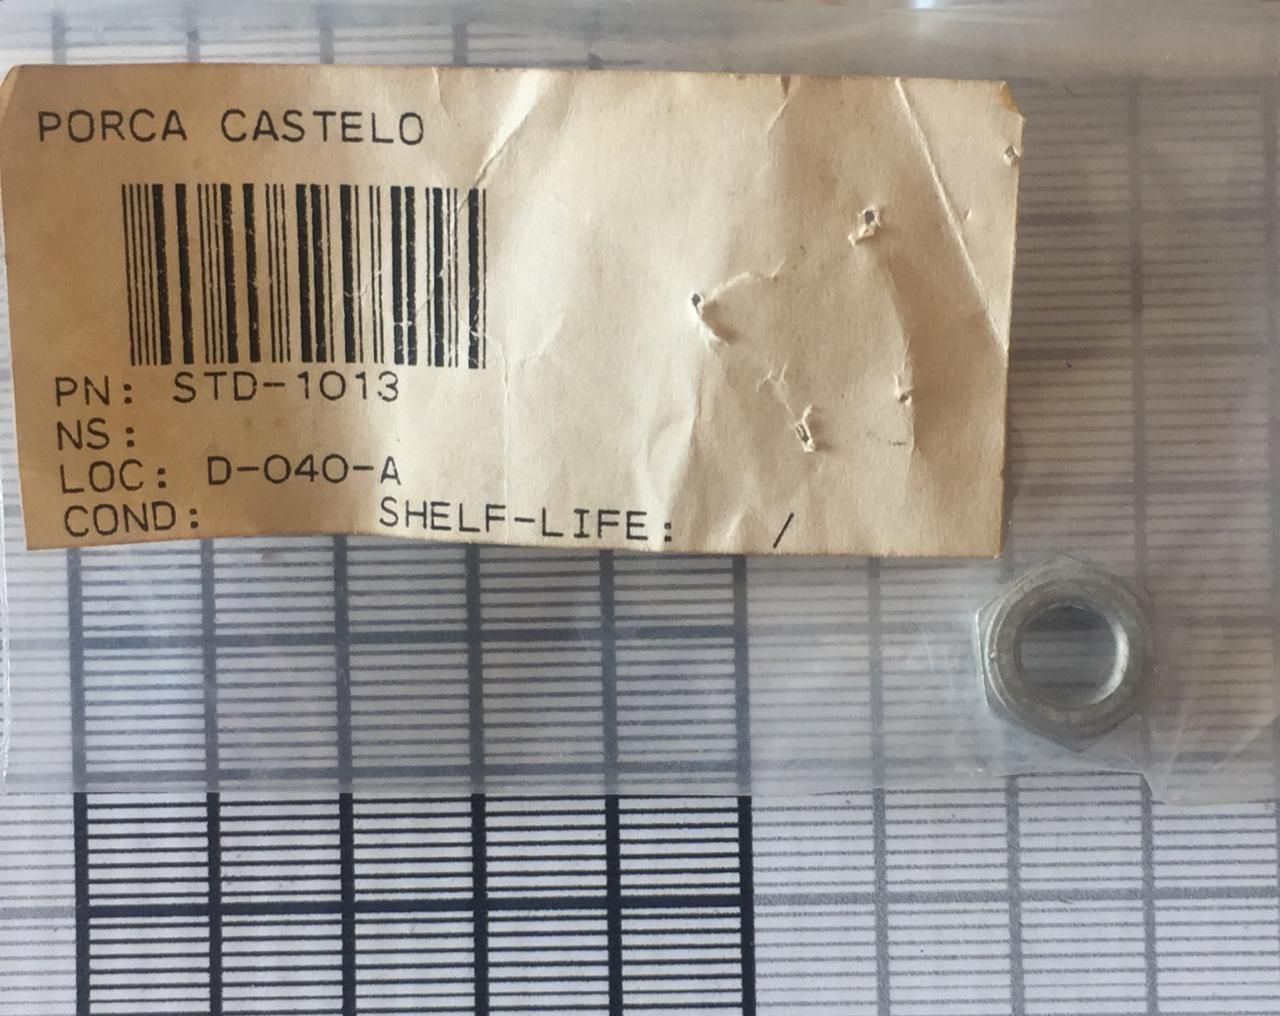 PORCA CASTELO
PN: STD-1013
NS:
LOC: D-040-A
COND: SHELF-LIFE: /